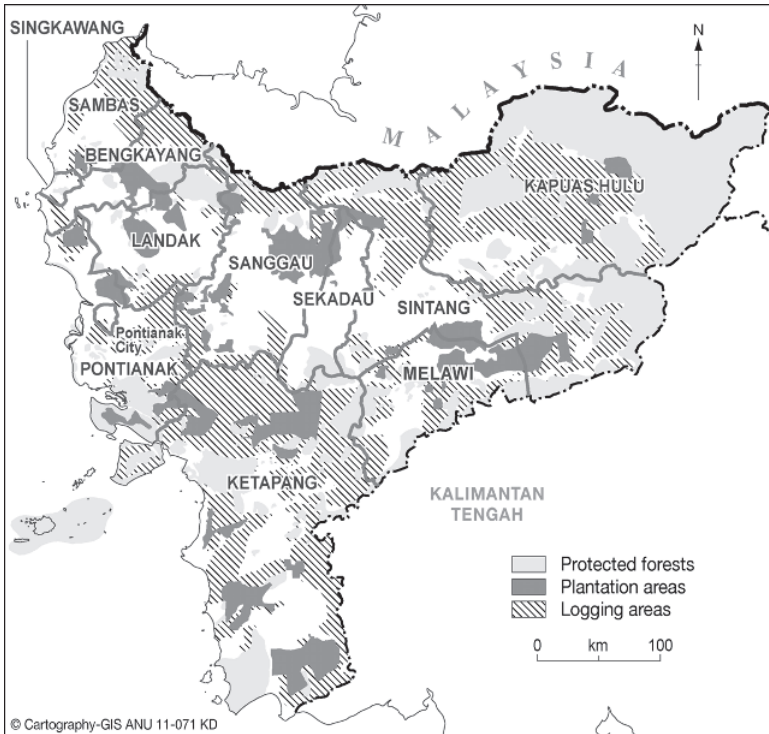 SINGKAWANG
N
MALAYSIA
SAMBAS
BENGKAYANG
KAPUAS HULU
LANDAK
SANGGAU
SEKADAU
SINTANG
Pontianak
City
PONTIANAK
MELAWI
KETAPANG
KALIMANTAN
TENGAH
Protected forests
Plantation areas
Logging areas
0 km 100
© Cartography-GIS ANU 11-071 KD